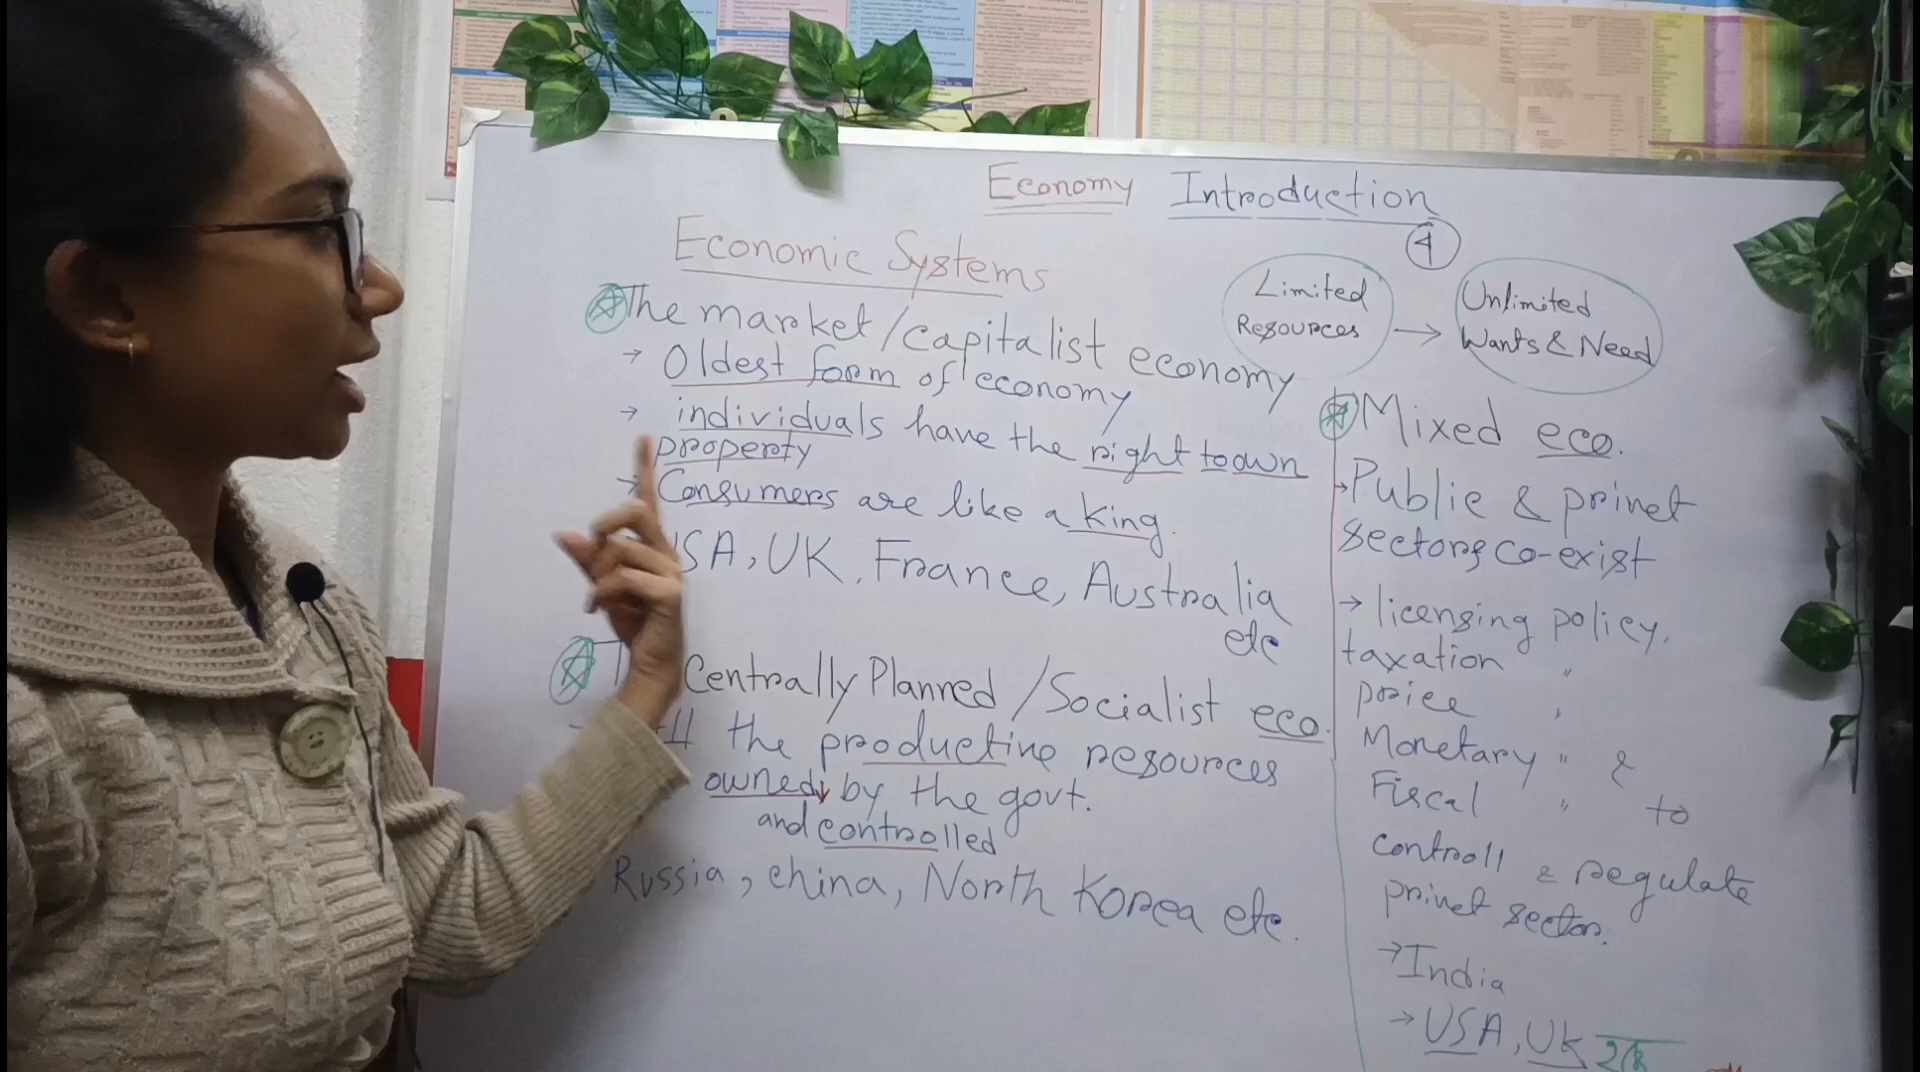 Economy Introduction
4
Economic Systems
The market/capitalist economy
→ Oldest form of economy
→ individuals have the right to own
property
→ Consumers are like a king.
USA, UK, France, Australia
etc
Centrally Planned/Socialist eco.
the productive resources
owned by the govt.
and controlled
Russia, china, North Korea etc.
Limited
Resources
→
Unlimited
Wants & Need
Mixed eco.
→ Public & privet
sectors co-exist
→ licensing policy,
taxation "
price "
Monetary " &
Fiscal " to
controll & regulate
privet sector.
→ India
→ USA, UK